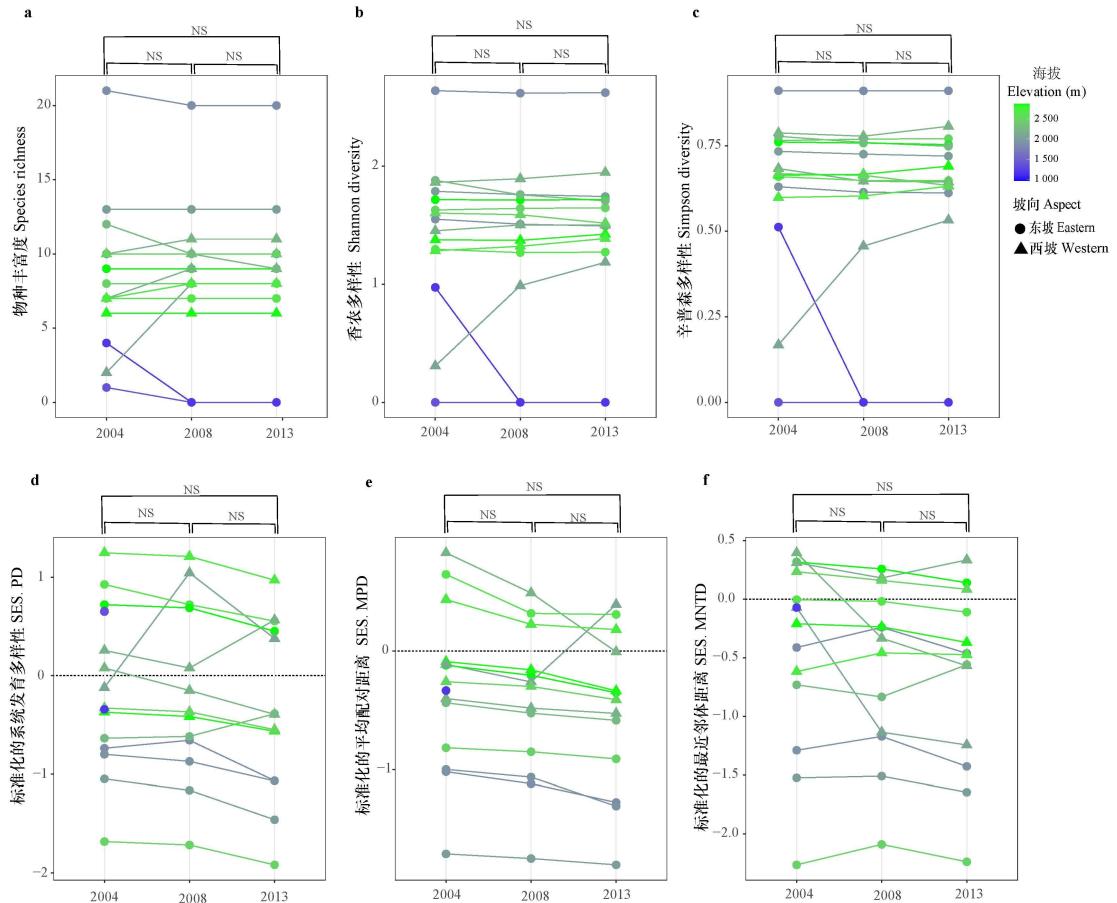 a
NS
NS NS
物种丰富度 Species richness
20
15
10
5
0
2004 2008 2013
b
NS
NS NS
香农多样性 Shannon diversity
2
1
0
2004 2008 2013
c
NS
NS NS
辛普森多样性 Simpson diversity
0.75
0.50
0.25
0.00
2004 2008 2013
海拔
Elevation (m)
2 500
2 000
1 500
1 000
坡向 Aspect
东坡 Eastern
西坡 Western
d
NS
NS NS
标准化的系统发育多样性 SES. PD
1
0
−1
−2
2004 2008 2013
e
NS
NS NS
标准化的平均配对距离 SES. MPD
0
−1
2004 2008 2013
f
NS
NS NS
标准化的最近邻体距离 SES. MNTD
0.5
0.0
−0.5
−1.0
−1.5
−2.0
2004 2008 2013